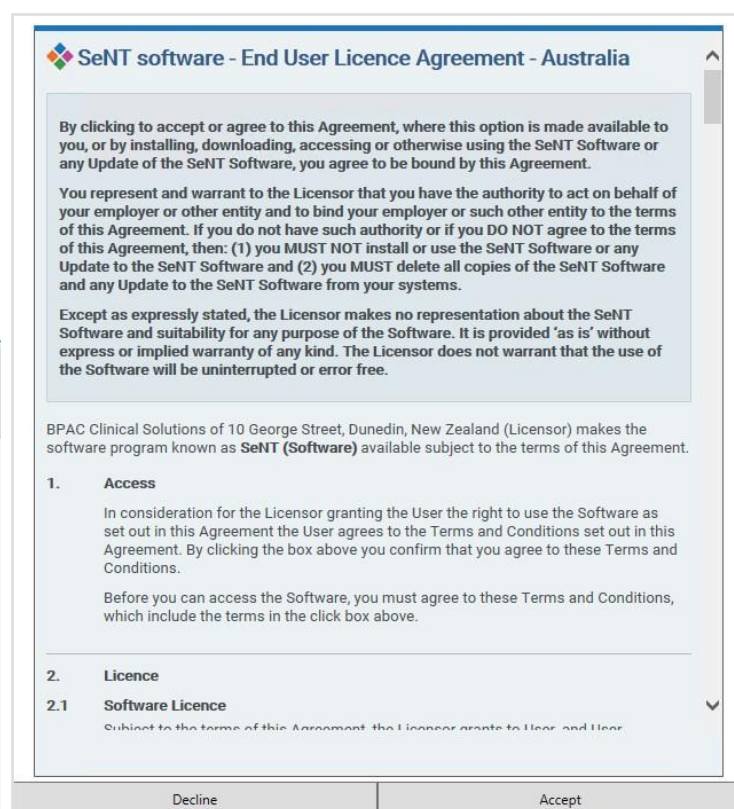 SeNT software - End User Licence Agreement - Australia
By clicking to accept or agree to this Agreement, where this option is made available to
you, or by installing, downloading, accessing or otherwise using the SeNT Software or
any Update of the SeNT Software, you agree to be bound by this Agreement.
You represent and warrant to the Licensor that you have the authority to act on behalf of
your employer or other entity and to bind your employer or such other entity to the terms
of this Agreement. If you do not have such authority or if you DO NOT agree to the terms
of this Agreement, then: (1) you MUST NOT install or use the SeNT Software or any
Update to the SeNT Software and (2) you MUST delete all copies of the SeNT Software
and any Update to the SeNT Software from your systems.
Except as expressly stated, the Licensor makes no representation about the SeNT
Software and suitability for any purpose of the Software. It is provided ‘as is’ without
express or implied warranty of any kind. The Licensor does not warrant that the use of
the Software will be uninterrupted or error free.
BPAC Clinical Solutions of 10 George Street, Dunedin, New Zealand (Licensor) makes the
software program known as SeNT (Software) available subject to the terms of this Agreement.
1. Access
In consideration for the Licensor granting the User the right to use the Software as
set out in this Agreement the User agrees to the Terms and Conditions set out in this
Agreement. By clicking the box above you confirm that you agree to these Terms and
Conditions.
Before you can access the Software, you must agree to these Terms and Conditions,
which include the terms in the click box above.
2. Licence
2.1 Software Licence
Subject to the terms of this Agreement, the Licensor grants to User, and User
Decline Accept